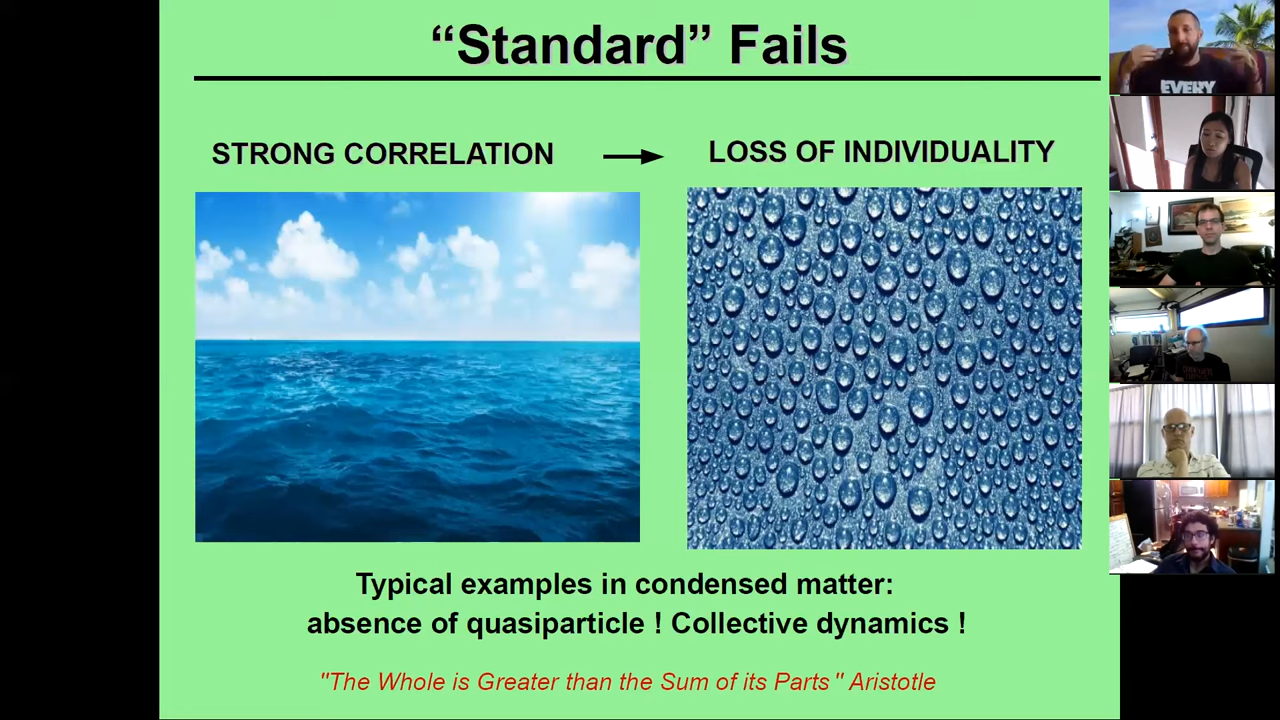 “Standard” Fails
STRONG CORRELATION
LOSS OF INDIVIDUALITY
Typical examples in condensed matter:
absence of quasiparticle ! Collective dynamics !
"The Whole is Greater than the Sum of its Parts " Aristotle
EVERY